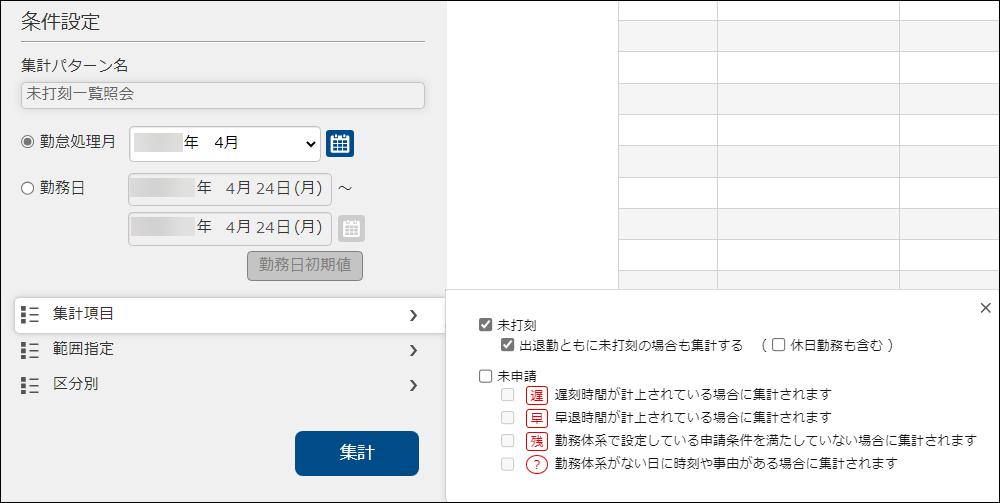 条件設定
集計パターン名
未打刻一覧照会
勤怠処理月 年 4月
勤務日 年 4月 24日 (月) ～
年 4月 24日 (月)
勤務日初期値
集計項目
範囲指定
区分別
集計
未打刻
出退勤ともに未打刻の場合も集計する ( 休日勤務も含む )
未申請
遅 遅刻時間が計上されている場合に集計されます
早 早退時間が計上されている場合に集計されます
残 勤務体系で設定している申請条件を満たしていない場合に集計されます
? 勤務体系がない日に時刻や事由がある場合に集計されます